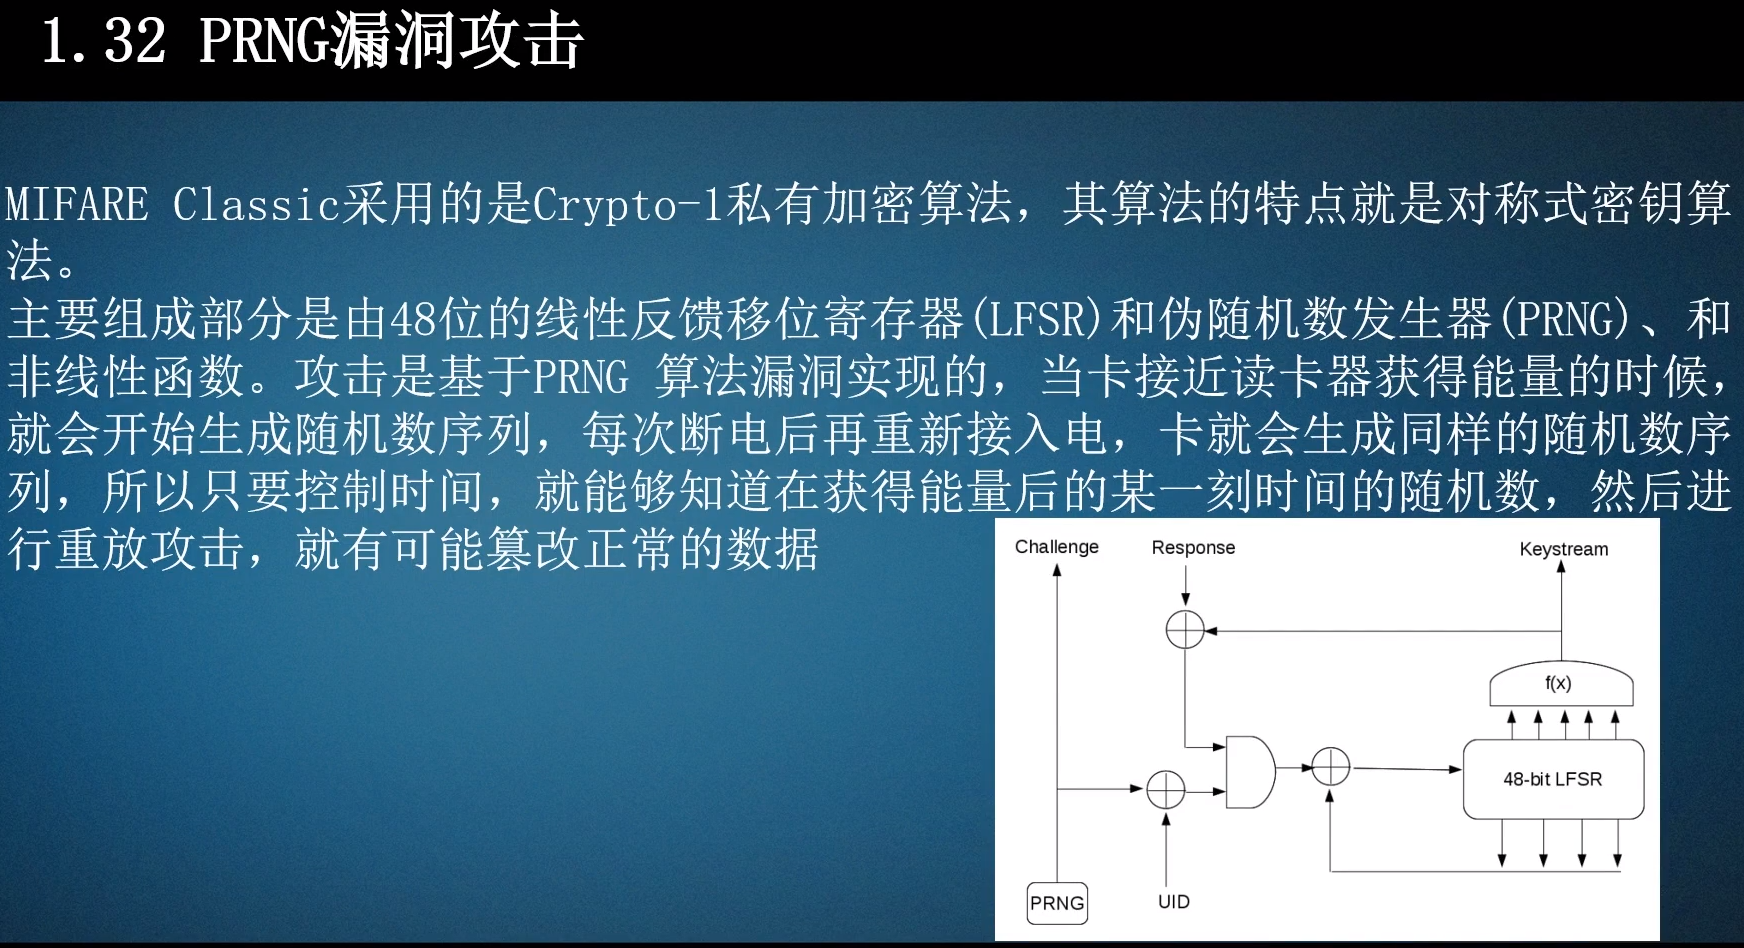 1.32 PRNG漏洞攻击
MIFARE Classic采用的是Crypto-1私有加密算法，其算法的特点就是对称式密钥算
法。
主要组成部分是由48位的线性反馈移位寄存器(LFSR)和伪随机数发生器(PRNG)、和
非线性函数。攻击是基于PRNG 算法漏洞实现的，当卡接近读卡器获得能量的时候，
就会开始生成随机数序列，每次断电后再重新接入电，卡就会生成同样的随机数序
列，所以只要控制时间，就能够知道在获得能量后的某一刻时间的随机数，然后进
行重放攻击，就有可能篡改正常的数据
Challenge
Response
Keystream
f(x)
48-bit LFSR
PRNG
UID